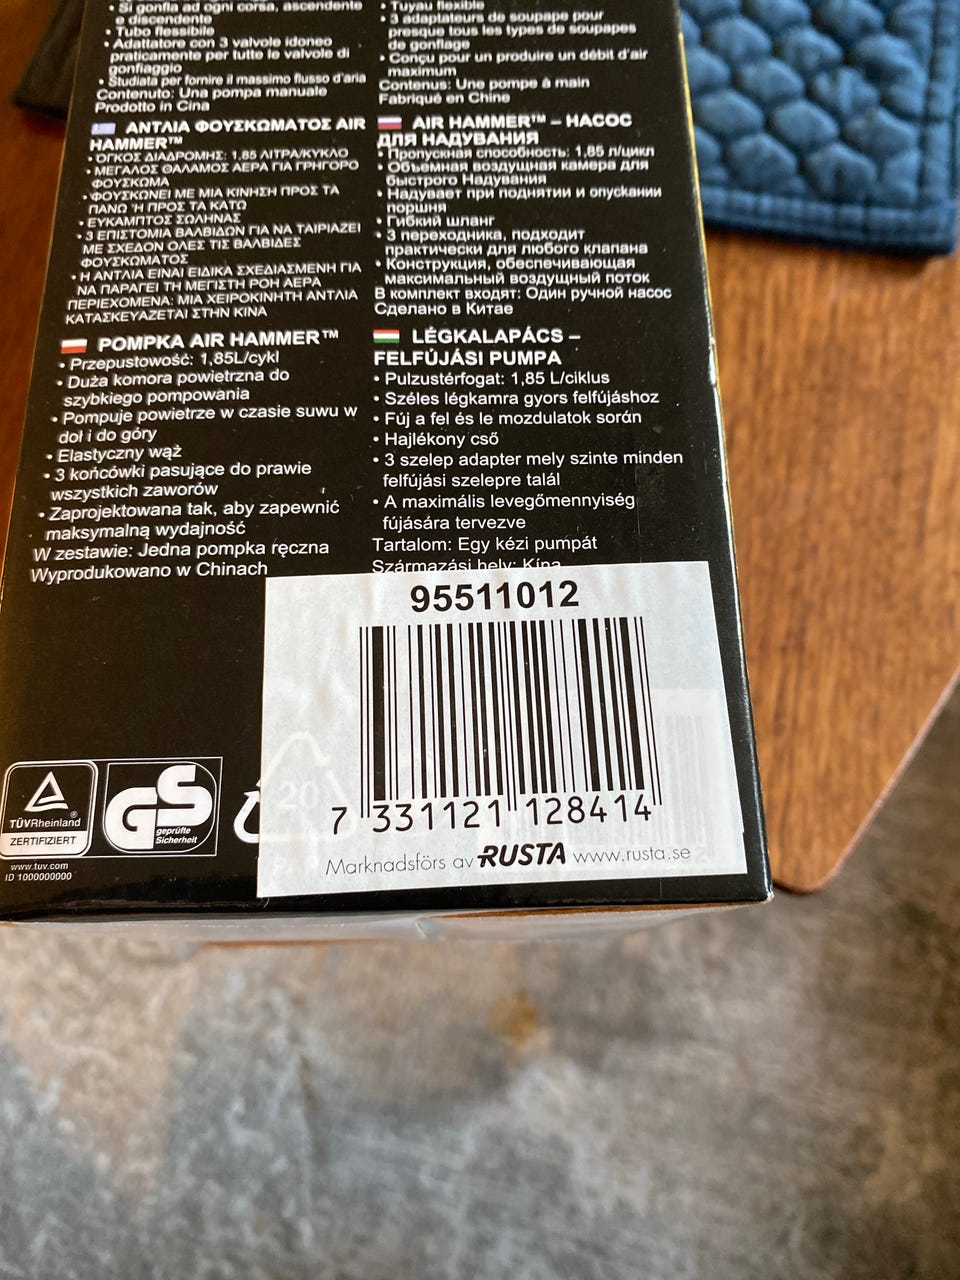 • Si gonfia ad ogni corsa, ascendente
e discendente
• Tubo flessibile
• Adattatore con 3 valvole idoneo
praticamente per tutte le valvole di
gonfiaggio
• Studiata per fornire il massimo flusso d'aria
Contenuto: Una pompa manuale
Prodotto in Cina
• Tuyau flexible
• 3 adaptateurs de soupape pour
presque tous les types de soupapes
de gonflage
• Conçu pour un produire un débit d'air
maximum
Contenus: Une pompe à main
Fabriqué en Chine
ΑΝΤΛΙΑ ΦΟΥΣΚΩΜΑΤΟΣ AIR
HAMMER™
• ΟΓΚΟΣ ΔΙΑΔΡΟΜΗΣ: 1,85 ΛΙΤΡΑ/ΚΥΚΛΟ
• ΜΕΓΑΛΟΣ ΘΑΛΑΜΟΣ ΑΕΡΑ ΓΙΑ ΓΡΗΓΟΡΟ
ΦΟΥΣΚΩΜΑ
• ΦΟΥΣΚΩΝΕΙ ΜΕ ΜΙΑ ΚΙΝΗΣΗ ΠΡΟΣ ΤΑ
ΠΑΝΩ Ή ΠΡΟΣ ΤΑ ΚΑΤΩ
• ΕΥΚΑΜΠΤΟΣ ΣΩΛΗΝΑΣ
• 3 ΕΠΙΣΤΟΜΙΑ ΒΑΛΒΙΔΩΝ ΓΙΑ ΝΑ ΤΑΙΡΙΑΖΕΙ
ΜΕ ΣΧΕΔΟΝ ΟΛΕΣ ΤΙΣ ΒΑΛΒΙΔΕΣ
ΦΟΥΣΚΩΜΑΤΟΣ
• Η ΑΝΤΛΙΑ ΕΙΝΑΙ ΕΙΔΙΚΑ ΣΧΕΔΙΑΣΜΕΝΗ ΓΙΑ
ΝΑ ΠΑΡΑΓΕΙ ΤΗ ΜΕΓΙΣΤΗ ΡΟΗ ΑΕΡΑ
ΠΕΡΙΕΧΟΜΕΝΑ: ΜΙΑ ΧΕΙΡΟΚΙΝΗΤΗ ΑΝΤΛΙΑ
ΚΑΤΑΣΚΕΥΑΖΕΤΑΙ ΣΤΗΝ ΚΙΝΑ
AIR HAMMER™ – НАСОС
ДЛЯ НАДУВАНИЯ
• Пропускная способность: 1,85 л/цикл
• Объемная воздушная камера для
быстрого Надувания
• Надувает при поднятии и опускании
поршня
• Гибкий шланг
• 3 переходника, подходит
практически для любого клапана
• Конструкция, обеспечивающая
максимальный воздушный поток
В комплект входят: Один ручной насос
Сделано в Китае
POMPKA AIR HAMMER™
• Przepustowość: 1,85L/cykl
• Duża komora powietrzna do
szybkiego pompowania
• Pompuje powietrze w czasie suwu w
dół i do góry
• Elastyczny wąż
• 3 końcówki pasujące do prawie
wszystkich zaworów
• Zaprojektowana tak, aby zapewnić
maksymalną wydajność
W zestawie: Jedna pompka ręczna
Wyprodukowano w Chinach
LÉGKALAPÁCS –
FELFÚJÁSI PUMPA
• Pulzustérfogat: 1,85 L/ciklus
• Széles légkamra gyors felfújáshoz
• Fúj a fel és le mozdulatok során
• Hajlékony cső
• 3 szelep adapter mely szinte minden
felfújási szelepre talál
• A maximális levegőmennyiség
fújására tervezve
Tartalom: Egy kézi pumpát
Származási hely: Kína
95511012
7 331121 128414
Marknadsförs av RUSTA www.rusta.se
20
TÜVRheinland®
ZERTIFIZIERT
www.tuv.com
ID 1000000000
GS
geprüfte
Sicherheit